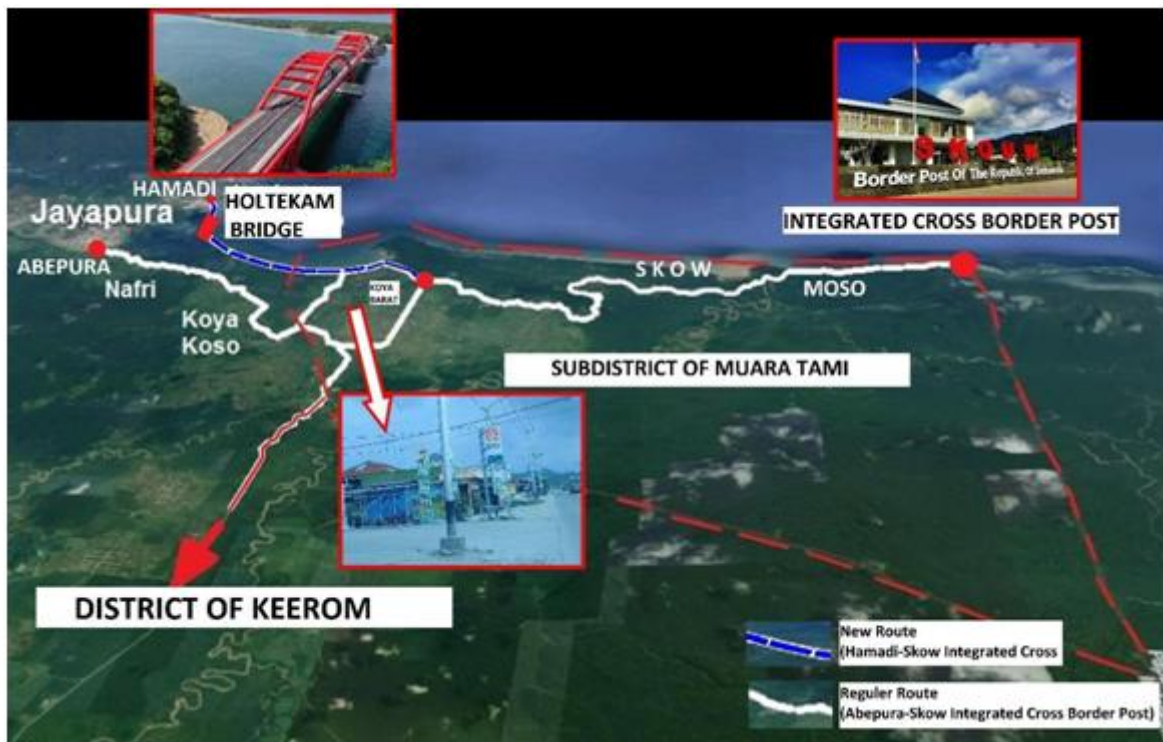 SKOUW
Border Post Of The Republic of Indonesia
HAMADI
HOLTEKAM
BRIDGE
INTEGRATED CROSS BORDER POST
Jayapura
ABEPURA
Nafri
SKOW
MOSO
KOYA
BARAT
Koya
Koso
SUBDISTRICT OF MUARA TAMI
DISTRICT OF KEEROM
New Route
(Hamadi-Skow Integrated Cross
Reguler Route
(Abepura-Skow Integrated Cross Border Post)